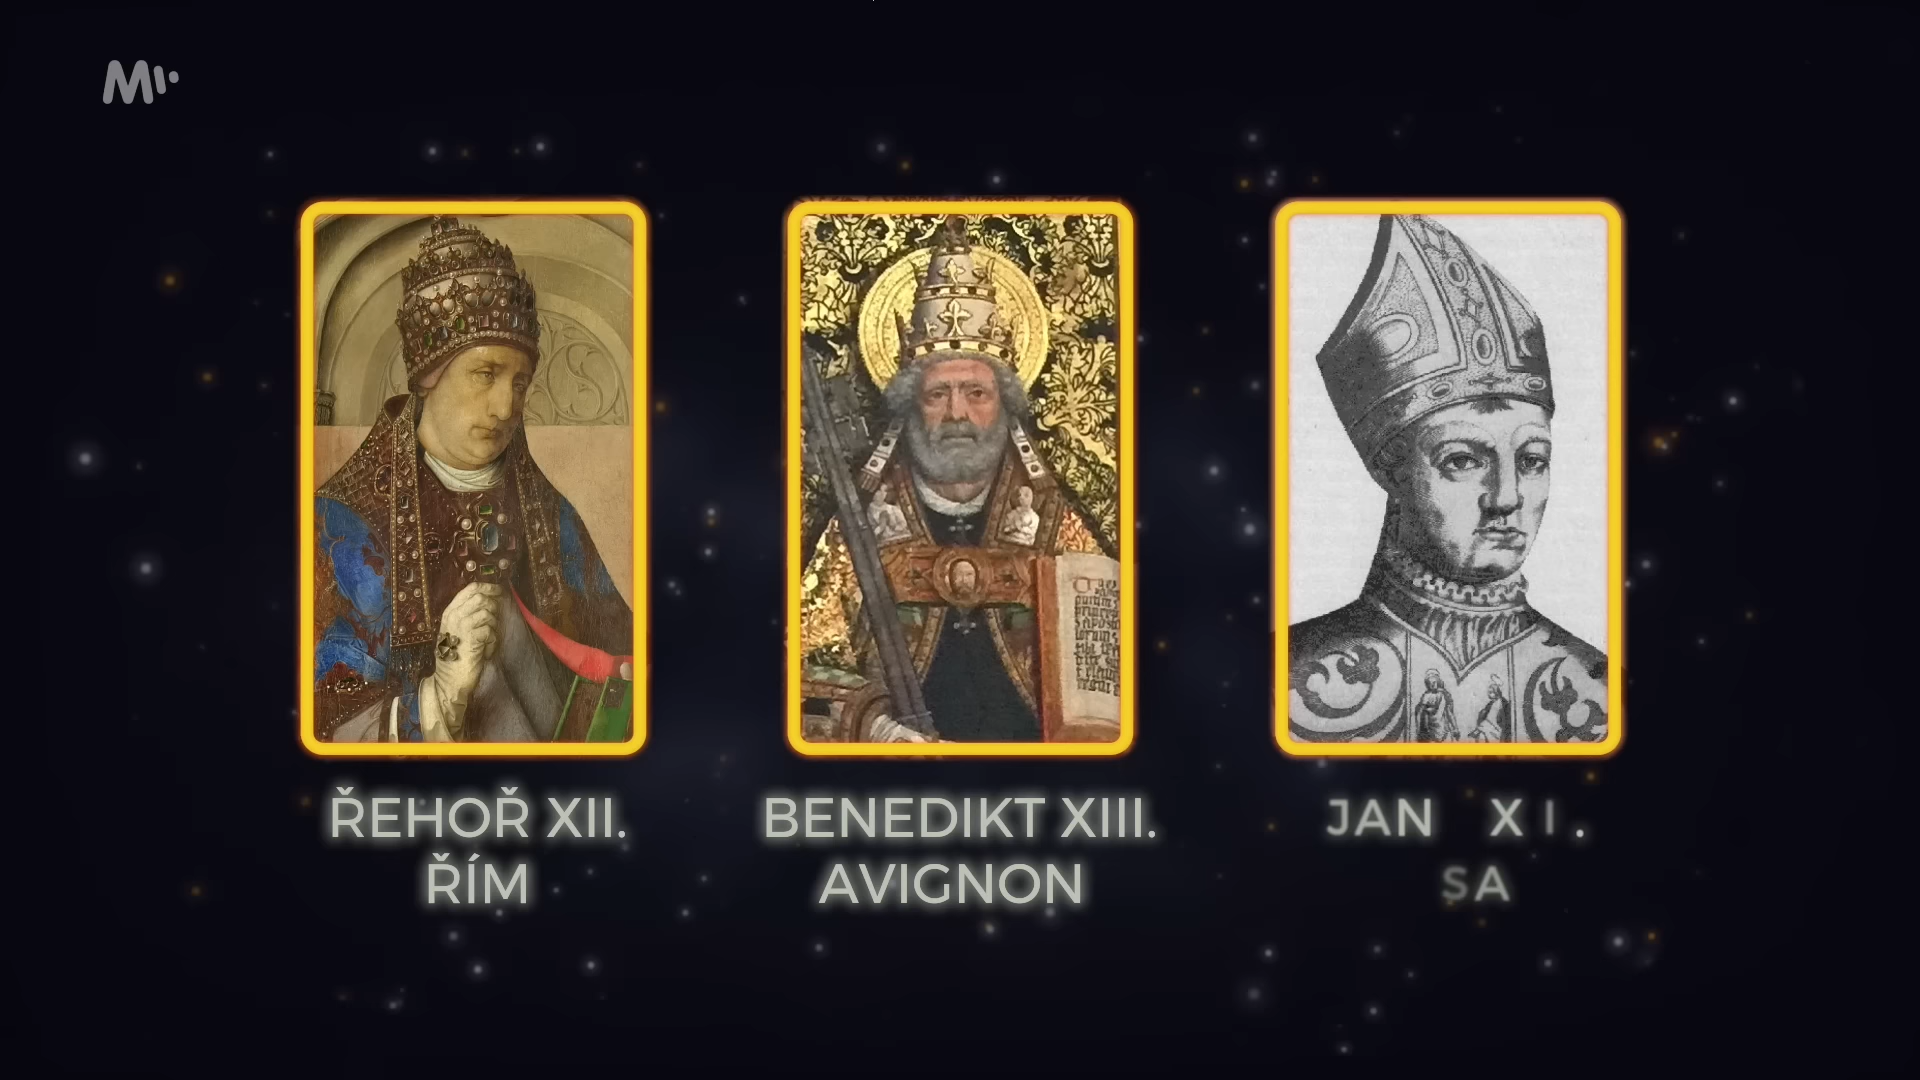 ŘEHOŘ XII.
ŘÍM
BENEDIKT XIII.
AVIGNON
JAN